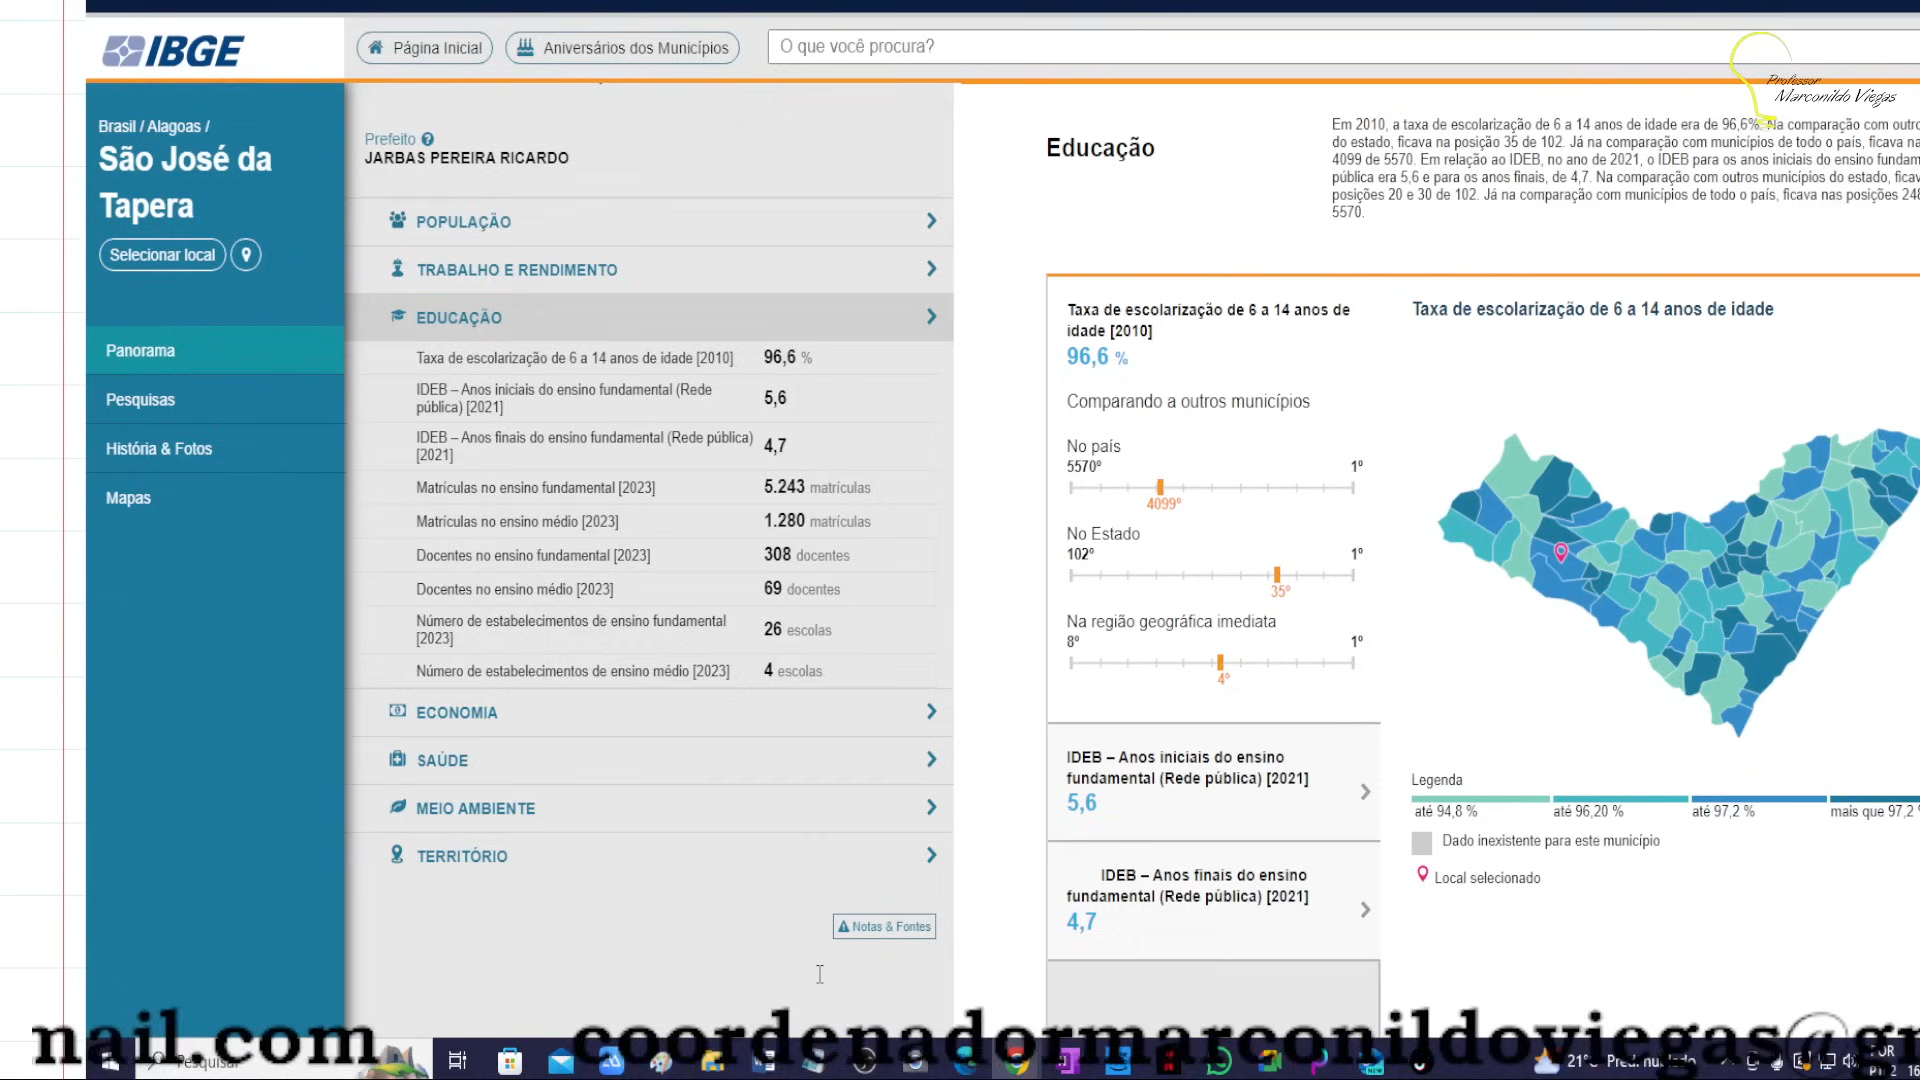 IBGE
Página Inicial
Aniversários dos Municípios
O que você procura?
Professor
Marconildo Viegas
Brasil / Alagoas /
São José da
Tapera
Selecionar local
Panorama
Pesquisas
História & Fotos
Mapas
Prefeito
JARBAS PEREIRA RICARDO
POPULAÇÃO
TRABALHO E RENDIMENTO
EDUCAÇÃO
Taxa de escolarização de 6 a 14 anos de idade [2010] 96,6 %
IDEB – Anos iniciais do ensino fundamental (Rede
pública) [2021] 5,6
IDEB – Anos finais do ensino fundamental (Rede pública)
[2021] 4,7
Matrículas no ensino fundamental [2023] 5.243 matrículas
Matrículas no ensino médio [2023] 1.280 matrículas
Docentes no ensino fundamental [2023] 308 docentes
Docentes no ensino médio [2023] 69 docentes
Número de estabelecimentos de ensino fundamental
[2023] 26 escolas
Número de estabelecimentos de ensino médio [2023] 4 escolas
ECONOMIA
SAÚDE
MEIO AMBIENTE
TERRITÓRIO
Notas & Fontes
Educação
Em 2010, a taxa de escolarização de 6 a 14 anos de idade era de 96,6%. Na comparação com outro
do estado, ficava na posição 35 de 102. Já na comparação com municípios de todo o país, ficava na
4099 de 5570. Em relação ao IDEB, no ano de 2021, o IDEB para os anos iniciais do ensino fundam
pública era 5,6 e para os anos finais, de 4,7. Na comparação com outros municípios do estado, ficav
posições 20 e 30 de 102. Já na comparação com municípios de todo o país, ficava nas posições 248
5570.
Taxa de escolarização de 6 a 14 anos de
idade [2010]
96,6 %
Comparando a outros municípios
No país
5570º 1º
4099º
No Estado
102º 1º
35º
Na região geográfica imediata
8º 1º
4º
IDEB – Anos iniciais do ensino
fundamental (Rede pública) [2021]
5,6
IDEB – Anos finais do ensino
fundamental (Rede pública) [2021]
4,7
Taxa de escolarização de 6 a 14 anos de idade
Legenda
até 94,8 % até 96,20 % até 97,2 % mais que 97,2 %
Dado inexistente para este município
Local selecionado
nail.com coordenadormarconildoviegas@gm
Pesquisar
21°C Pred. nublado
POR
16